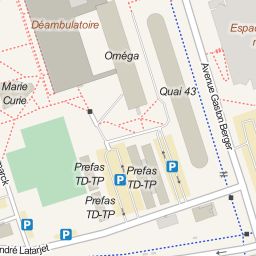 Déambulatoire
Espac
Oméga
Marie
Curie
Quai 43
Avenue Gaston Berger
Prefas
TD-TP
Prefas
TD-TP
P
P
Prefas
TD-TP
P
P
P
ndré Latarjet